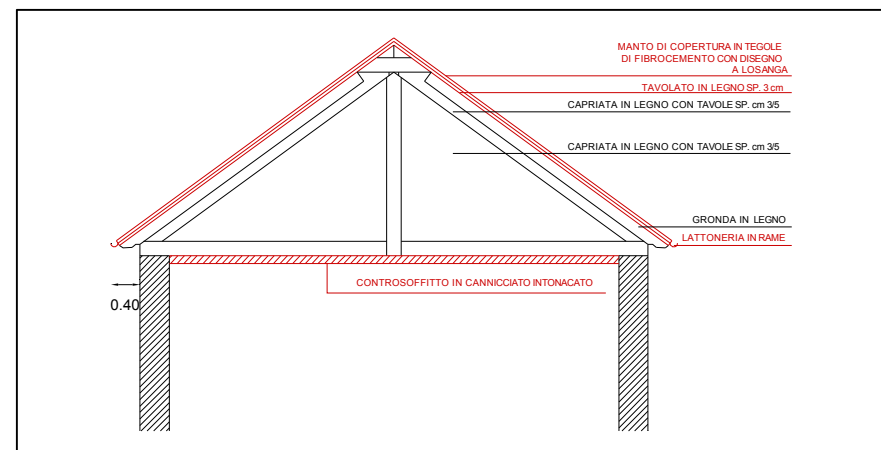 MANTO DI COPERTURA IN TEGOLE
DI FIBROCEMENTO CON DISEGNO
A LOSANGA
TAVOLATO IN LEGNO SP. 3 cm
CAPRIATA IN LEGNO CON TAVOLE SP. cm 3/5
CAPRIATA IN LEGNO CON TAVOLE SP. cm 3/5
GRONDA IN LEGNO
LATTONERIA IN RAME
CONTROSOFFITTO IN CANNICCIATO INTONACATO
0.40